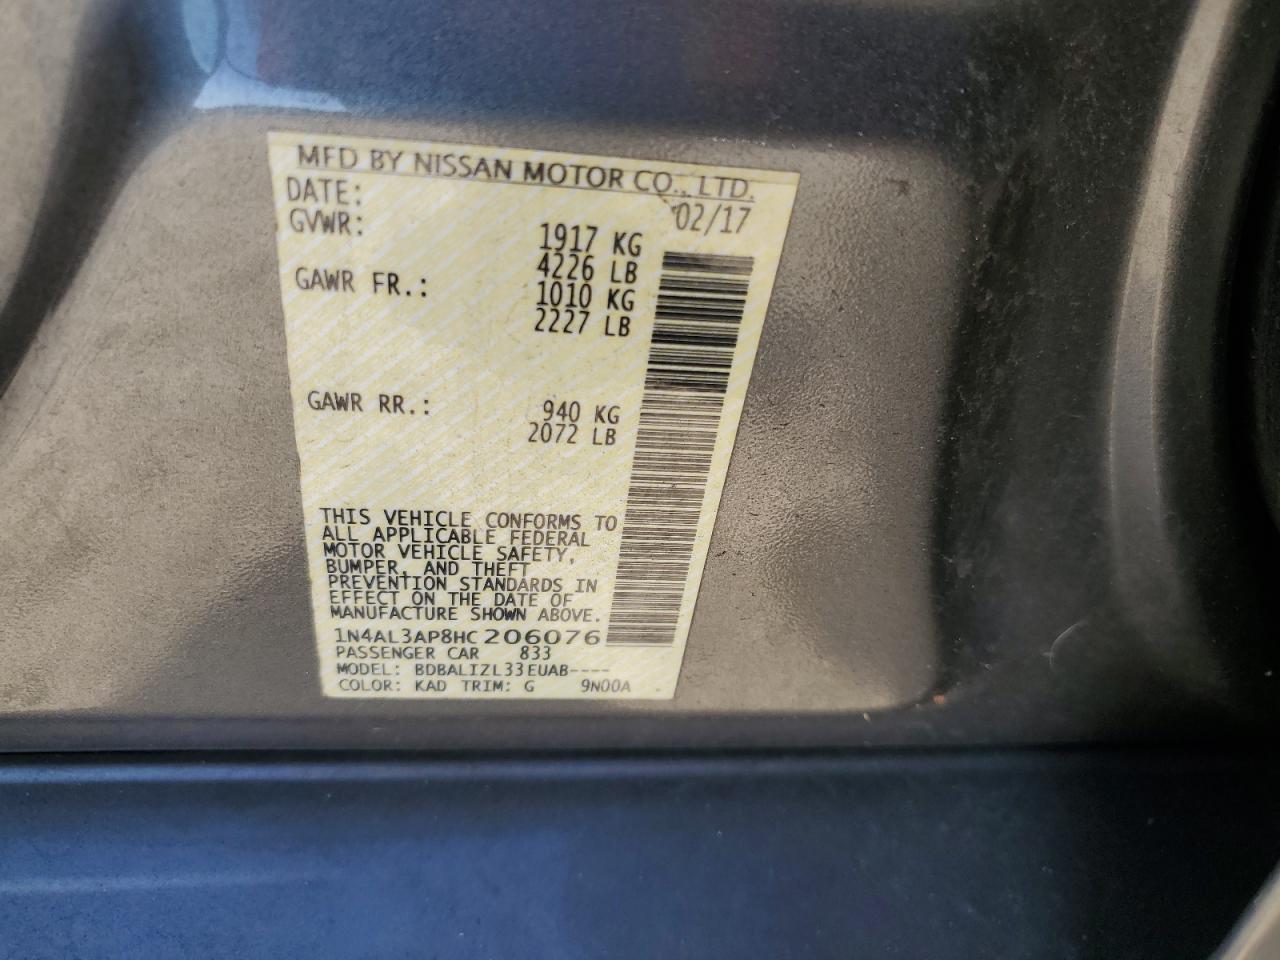 MFD BY NISSAN MOTOR CO., LTD.
DATE: 02/17
GVWR: 1917 KG
4226 LB
GAWR FR.: 1010 KG
2227 LB
GAWR RR.: 940 KG
2072 LB
THIS VEHICLE CONFORMS TO
ALL APPLICABLE FEDERAL
MOTOR VEHICLE SAFETY,
BUMPER, AND THEFT
PREVENTION STANDARDS IN
EFFECT ON THE DATE OF
MANUFACTURE SHOWN ABOVE.
1N4AL3AP8HC206076
PASSENGER CAR 833
MODEL: BDBALIZL33EUAB----
COLOR: KAD TRIM: G 9N00A